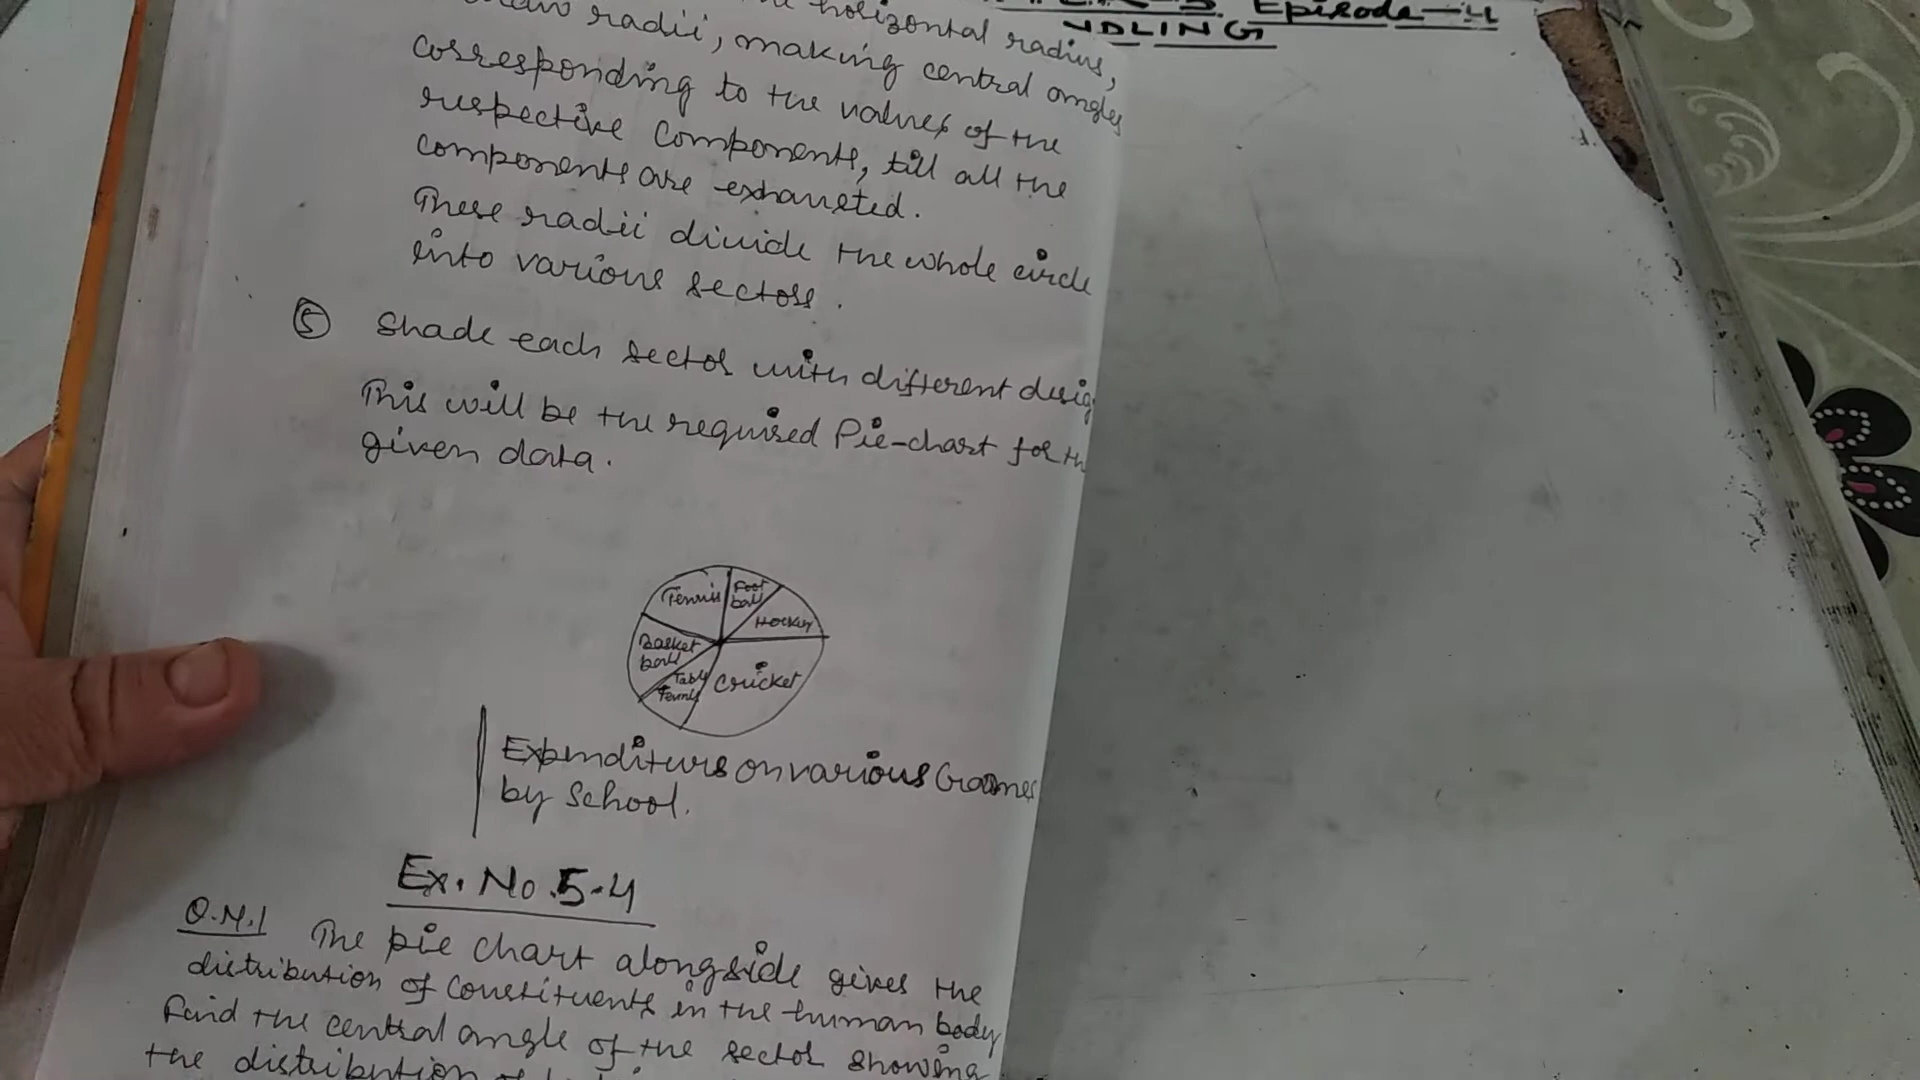 Episode-4
NDLING
radii, making central angles
horizontal radius,
corresponding to the values of the
respective components, till all the
components are exhausted.
These radii divide the whole circle
into various sectors.
5 Shade each sector with different desig
This will be the required Pie-chart for th
given data.
Tennis
Foot
ball
Hockey
Basket
ball
Table
Tennis
Cricket
Expenditure on various Games
by School.
Ex. No. 5.4
Q.N.1 The pie chart alongside gives the
distribution of constituents in the human body
Find the central angle of the sector showing
the distribution of